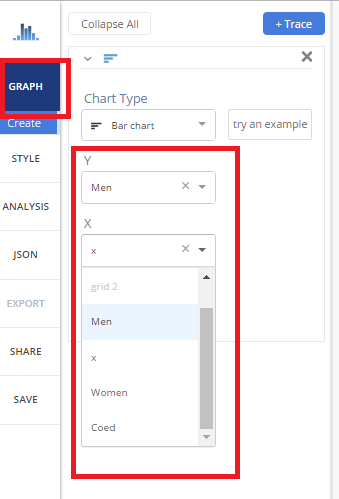 Collapse All
+ Trace
GRAPH
Create
STYLE
ANALYSIS
JSON
EXPORT
SHARE
SAVE
Chart Type
Bar chart
try an example
Y
Men
X
x
grid 2
Men
x
Women
Coed